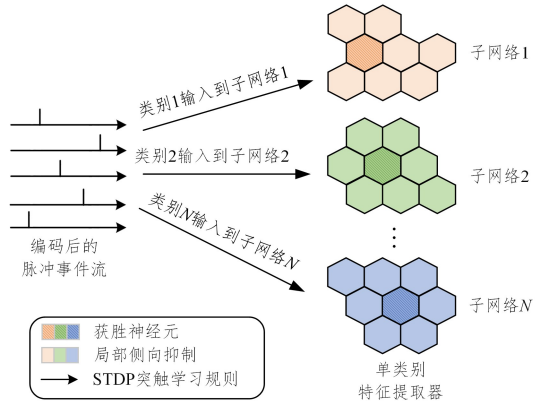 子网络1
类别1输入到子网络1
类别2输入到子网络2
子网络2
类别N输入到子网络N
编码后的
脉冲事件流
子网络N
获胜神经元
局部侧向抑制
STDP突触学习规则
单类别
特征提取器